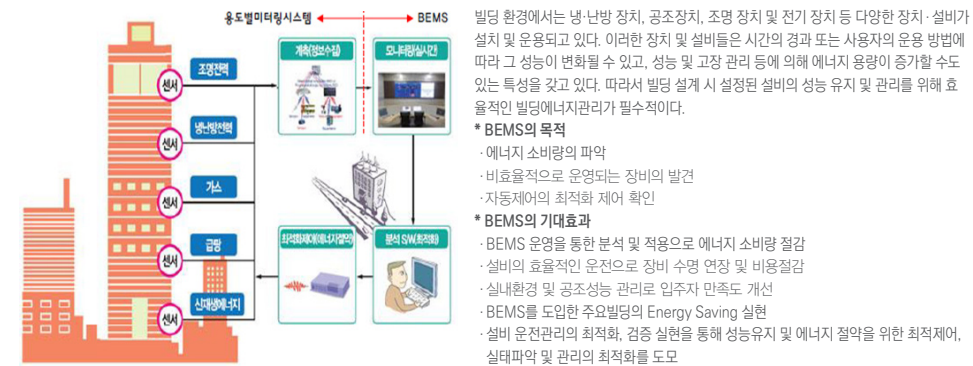 용도별미터링시스템
BEMS
계측(정보수집)
모니터링(실시간)
조명전력
센서
냉난방전력
센서
가스
센서
급탕
센서
신재생에너지
센서
최적화제어(에너지절약)
분석 S/W(최적화)
빌딩 환경에서는 냉·난방 장치, 공조장치, 조명 장치 및 전기 장치 등 다양한 장치·설비가
설치 및 운용되고 있다. 이러한 장치 및 설비들은 시간의 경과 또는 사용자의 운용 방법에
따라 그 성능이 변화될 수 있고, 성능 및 고장 관리 등에 의해 에너지 용량이 증가할 수도
있는 특성을 갖고 있다. 따라서 빌딩 설계 시 설정된 설비의 성능 유지 및 관리를 위해 효
율적인 빌딩에너지관리가 필수적이다.
* BEMS의 목적
· 에너지 소비량의 파악
· 비효율적으로 운영되는 장비의 발견
· 자동제어의 최적화 제어 확인
* BEMS의 기대효과
· BEMS 운영을 통한 분석 및 적용으로 에너지 소비량 절감
· 설비의 효율적인 운전으로 장비 수명 연장 및 비용절감
· 실내환경 및 공조성능 관리로 입주자 만족도 개선
· BEMS를 도입한 주요빌딩의 Energy Saving 실현
· 설비 운전관리의 최적화, 검증 실현을 통해 성능유지 및 에너지 절약을 위한 최적제어,
실태파악 및 관리의 최적화를 도모